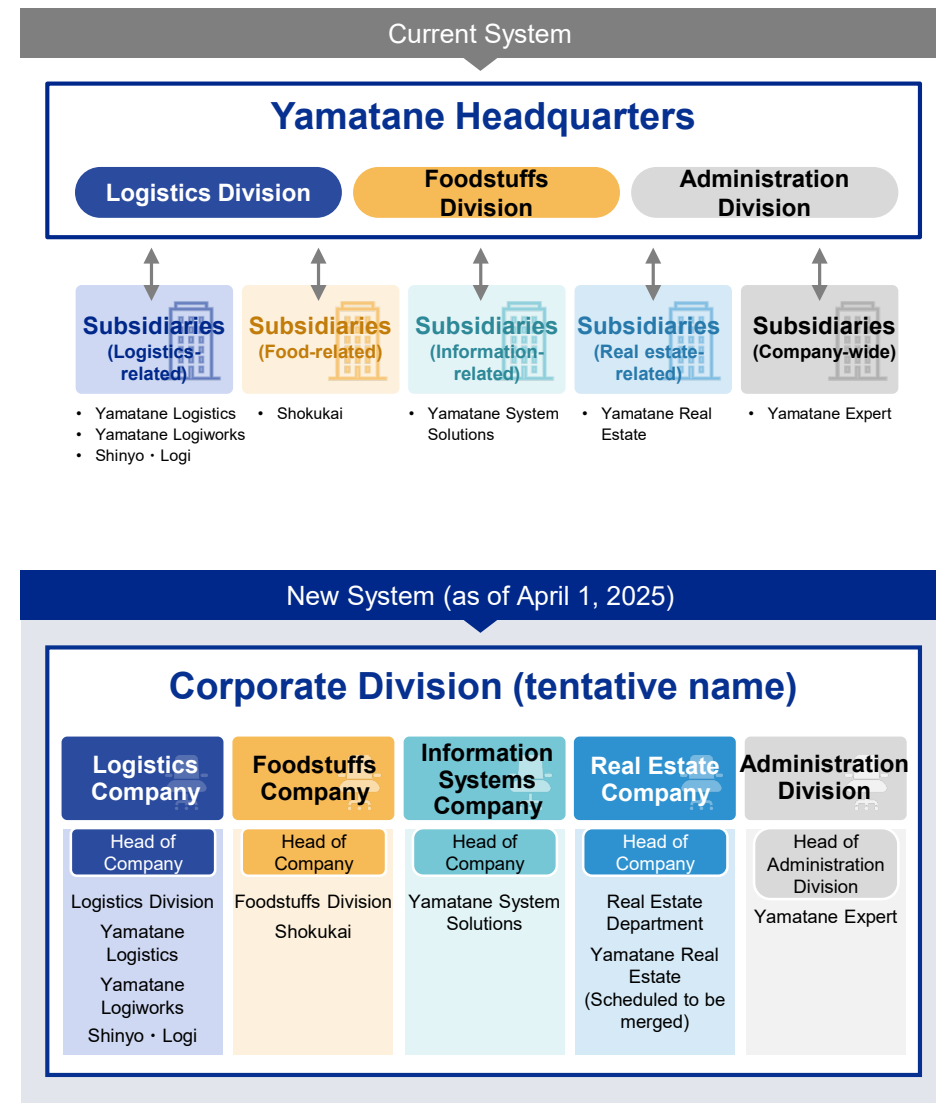 Current System
Yamatane Headquarters
Logistics Division
Foodstuffs
Division
Administration
Division
Subsidiaries
(Logistics-
related)
Subsidiaries
(Food-related)
Subsidiaries
(Information-
related)
Subsidiaries
(Real estate-
related)
Subsidiaries
(Company-wide)
• Yamatane Logistics
• Yamatane Logiworks
• Shinyo・Logi
• Shokukai
• Yamatane System
Solutions
• Yamatane Real
Estate
• Yamatane Expert
New System (as of April 1, 2025)
Corporate Division (tentative name)
Logistics
Company
Foodstuffs
Company
Information
Systems
Company
Real Estate
Company
Administration
Division
Head of
Company
Logistics Division
Yamatane
Logistics
Yamatane
Logiworks
Shinyo・Logi
Head of
Company
Foodstuffs Division
Shokukai
Head of
Company
Yamatane System
Solutions
Head of
Company
Real Estate
Department
Yamatane Real
Estate
(Scheduled to be
merged)
Head of
Administration
Division
Yamatane Expert